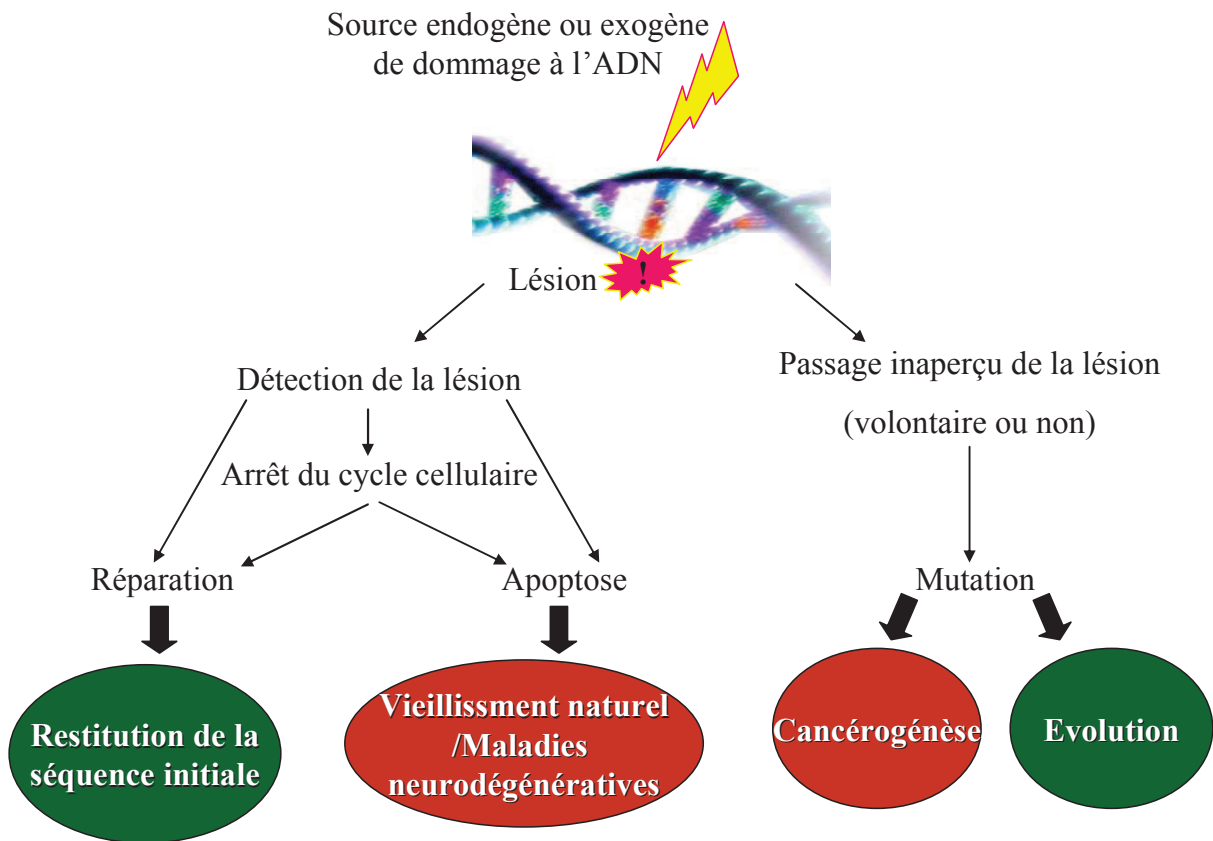 Source endogène ou exogène
de dommage à l’ADN
Lésion
!
Détection de la lésion
Passage inaperçu de la lésion
(volontaire ou non)
Arrêt du cycle cellulaire
Réparation
Apoptose
Mutation
Restitution de la
séquence initiale
Vieillissment naturel
/Maladies
neurodégénératives
Cancérogénèse
Evolution